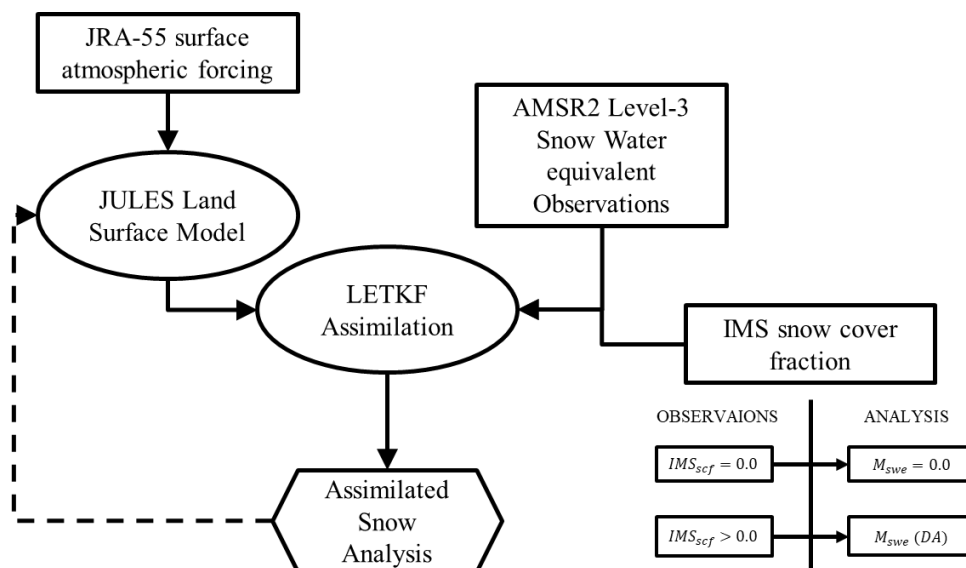 JRA-55 surface
atmospheric forcing
AMSR2 Level-3
Snow Water
equivalent
Observations
JULES Land
Surface Model
LETKF
Assimilation
IMS snow cover
fraction
OBSERVAIONS
ANALYSIS
IMS_scf = 0.0
M_swe = 0.0
Assimilated
Snow
Analysis
IMS_scf > 0.0
M_swe (DA)